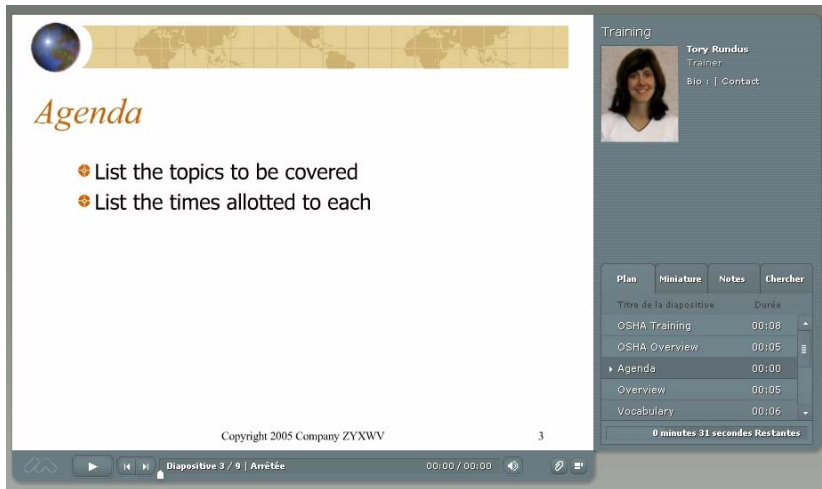 Agenda
List the topics to be covered
List the times allotted to each
Copyright 2005 Company ZYXWV
3
Training
Tory Rundus
Trainer
Bio : | Contact
Plan Miniature Notes Chercher
Titre de la diapositive Durée
OSHA Training 00:08
OSHA Overview 00:05
Agenda 00:00
Overview 00:05
Vocabulary 00:06
0 minutes 31 secondes Restantes
Diapositive 3 / 9 | Arrêtée 00:00 / 00:00